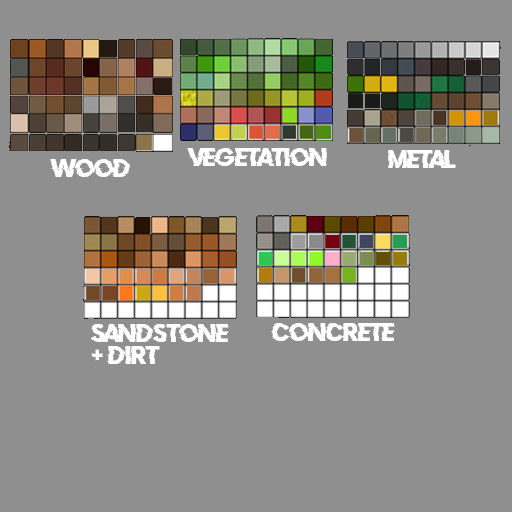 WOOD
VEGETATION
METAL
SANDSTONE
+ DIRT
CONCRETE